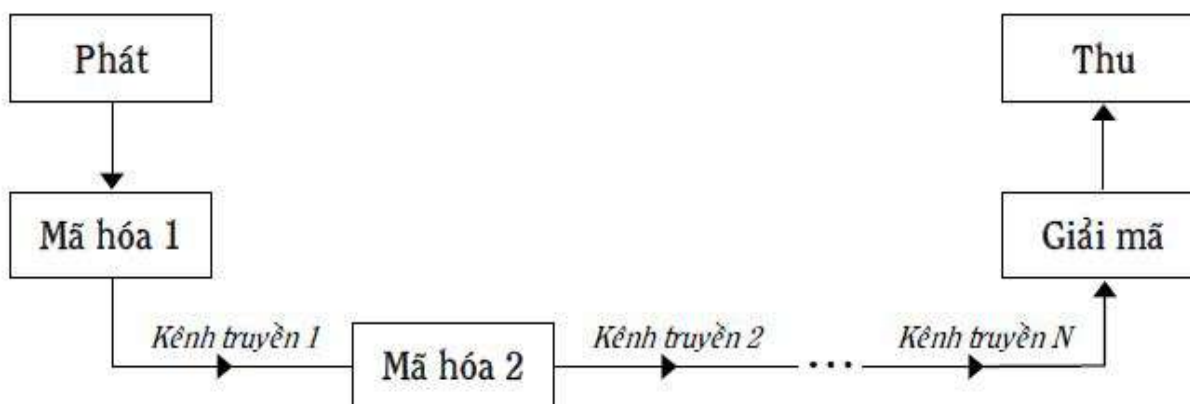 Phát
Thu
Mã hóa 1
Giải mã
Kênh truyền 1
Mã hóa 2
Kênh truyền 2
...
Kênh truyền N